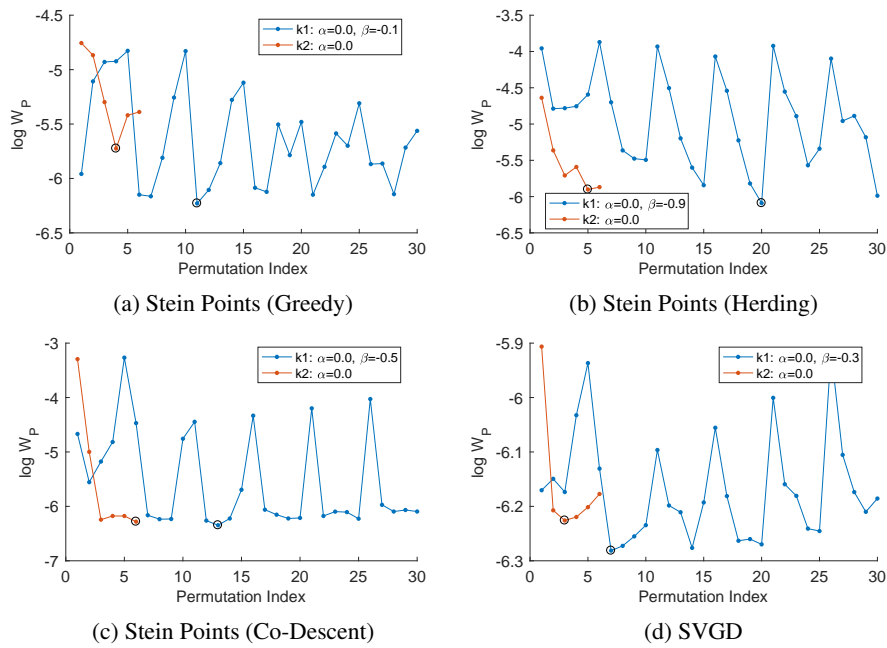 -4.5
-5
-5.5
-6
-6.5
log W_P
0 5 10 15 20 25 30
Permutation Index
k1: α=0.0, β=-0.1
k2: α=0.0
(a) Stein Points (Greedy)
-3.5
-4
-4.5
-5
-5.5
-6
-6.5
log W_P
0 5 10 15 20 25 30
Permutation Index
k1: α=0.0, β=-0.9
k2: α=0.0
(b) Stein Points (Herding)
-3
-4
-5
-6
-7
log W_P
0 5 10 15 20 25 30
Permutation Index
k1: α=0.0, β=-0.5
k2: α=0.0
(c) Stein Points (Co-Descent)
-5.9
-6
-6.1
-6.2
-6.3
log W_P
0 5 10 15 20 25 30
Permutation Index
k1: α=0.0, β=-0.3
k2: α=0.0
(d) SVGD